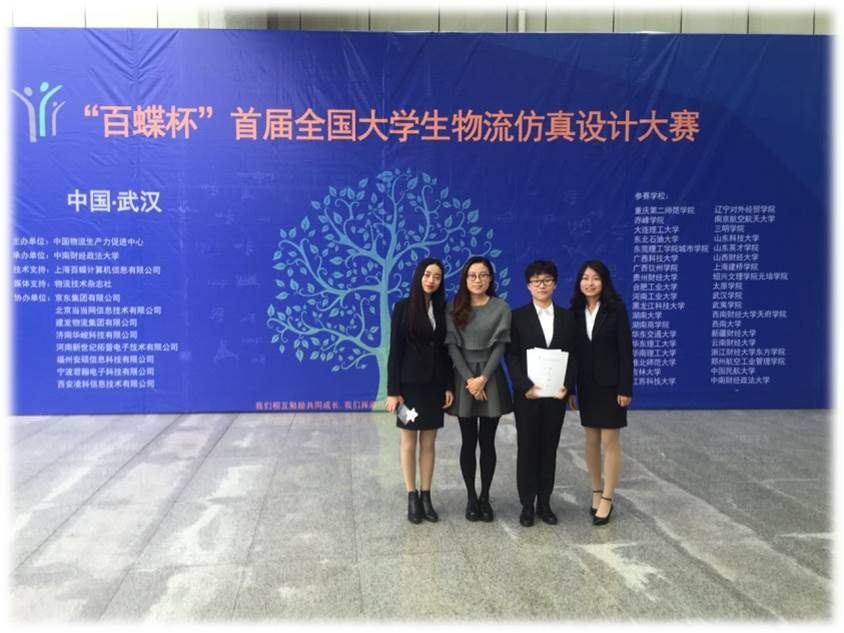 “百蝶杯”首届全国大学生物流仿真设计大赛
中国·武汉
主办单位：中国物流生产力促进中心
承办单位：中南财经政法大学
技术支持：上海百蝶计算机信息有限公司
媒体支持：物流技术杂志社
协办单位：京东集团有限公司
北京当当网信息技术有限公司
建发物流集团有限公司
济南华峻科技有限公司
河南新世纪拓普电子技术有限公司
福州安硕信息科技有限公司
宁波君翰电子科技有限公司
西安凌科信息技术有限公司
我们相互勉励共同成长，我们挥
参赛学校：
重庆第二师范学院
赤峰学院
大连理工大学
东北石油大学
东莞理工学院城市学院
广西科技大学
广西钦州学院
贵州财经大学
合肥工业大学
河南工业大学
黑龙江科技大学
湖南大学
湖南商学院
华东交通大学
华东理工大学
华南理工大学
淮北师范大学
吉林大学
江苏科技大学
辽宁对外经贸学院
南京航空航天大学
三明学院
山东科技大学
山东英才学院
山西财经大学
上海建桥学院
绍兴文理学院元培学院
太原学院
武汉学院
武夷学院
西南财经大学天府学院
西南大学
新疆财经大学
云南财经大学
浙江财经大学东方学院
郑州航空工业管理学院
中国民航大学
中南财经政法大学